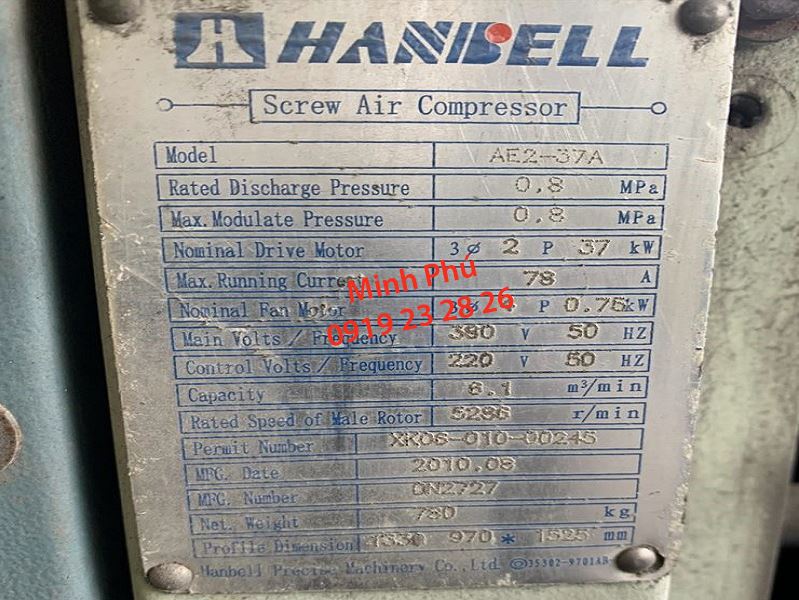 HANBELL
Screw Air Compressor
Model AE2-37A
Rated Discharge Pressure 0.8 MPa
Max. Modulate Pressure 0.8 MPa
Nominal Drive Motor 3ø 2 P 37 kW
Max. Running Current 78 A
Nominal Fan Motor 3ø P 0.75kW
Main Volts/Frequency 380 V 50 HZ
Control Volts/Frequency 220 V 50 HZ
Capacity 6.1 m³/min
Rated Speed of Male Rotor 5286 r/min
Permit Number XK06-010-00245
MFG. Date 2010.08
MFG. Number 0N2727
Net. Weight 780 kg
Profile Dimension 1330 970 * 1525 mm
Hanbell Precise Machinery Co., Ltd. ©35302-9701AB
Minh Phú
0919 23 28 26